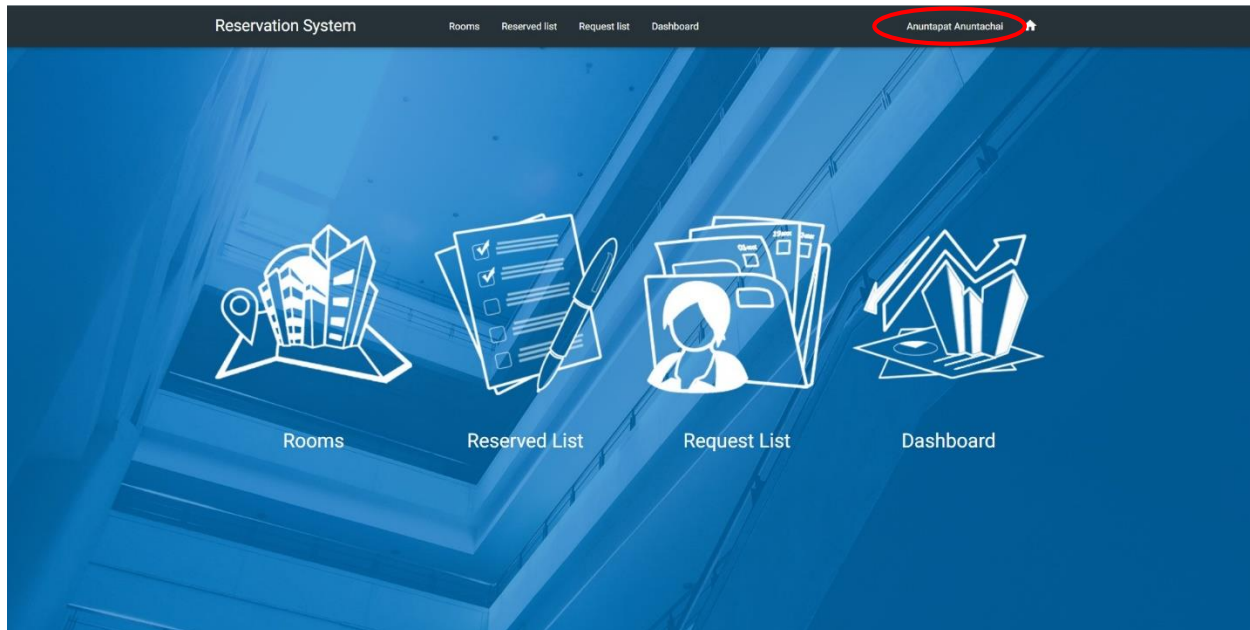 Reservation System Rooms Reserved list Request list Dashboard Anuntapat Anuntachai
Rooms Reserved List Request List Dashboard